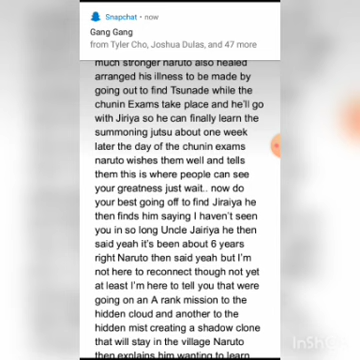 Snapchat • now
Gang Gang
from Tyler Cho, Joshua Dulas, and 47 more
much stronger naruto also healed
arranged his illness to be made by
going out to find Tsunade while the
chunin Exams take place and he'll go
with Jiriya so he can finally learn the
summoning jutsu about one week
later the day of the chunin exams
naruto wishes them well and tells
them this is where people can see
your greatness just wait.. now do
your best going off to find Jiraiya he
then finds him saying I haven't seen
you in so long Uncle Jairiya he then
said yeah it's been about 6 years
right Naruto then said yeah but I'm
not here to reconnect though not yet
at least I'm here to tell you that were
going on an A rank mission to the
hidden cloud and another to the
hidden mist creating a shadow clone
that will stay in the village Naruto
then explains him wanting to learn
InShOt